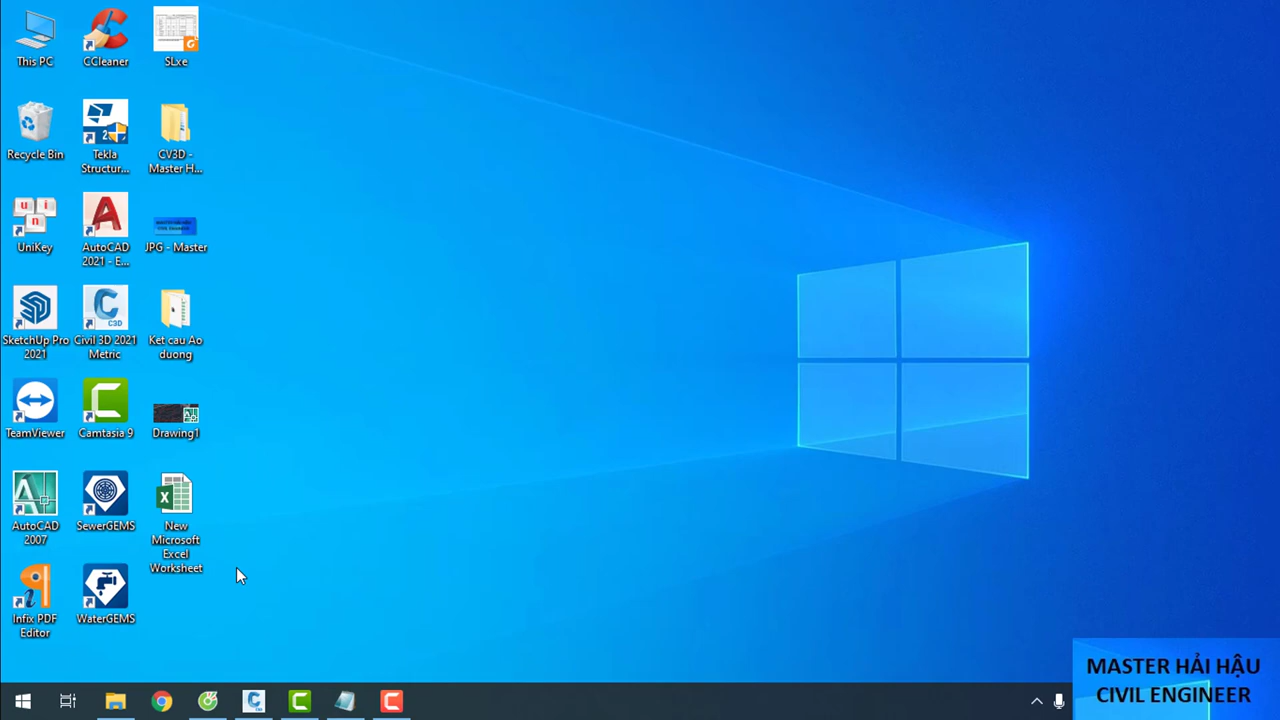 This PC
CCleaner
SLxe
Recycle Bin
Tekla
Structur...
CV3D -
Master H...
UniKey
AutoCAD
2021 - E...
JPG - Master
SketchUp Pro
2021
Civil 3D 2021
Metric
Ket cau Ao
duong
TeamViewer
Camtasia 9
Drawing1
AutoCAD
2007
SewerGEMS
New
Microsoft
Excel
Worksheet
Infix PDF
Editor
WaterGEMS
MASTER HẢI HẬU
CIVIL ENGINEER